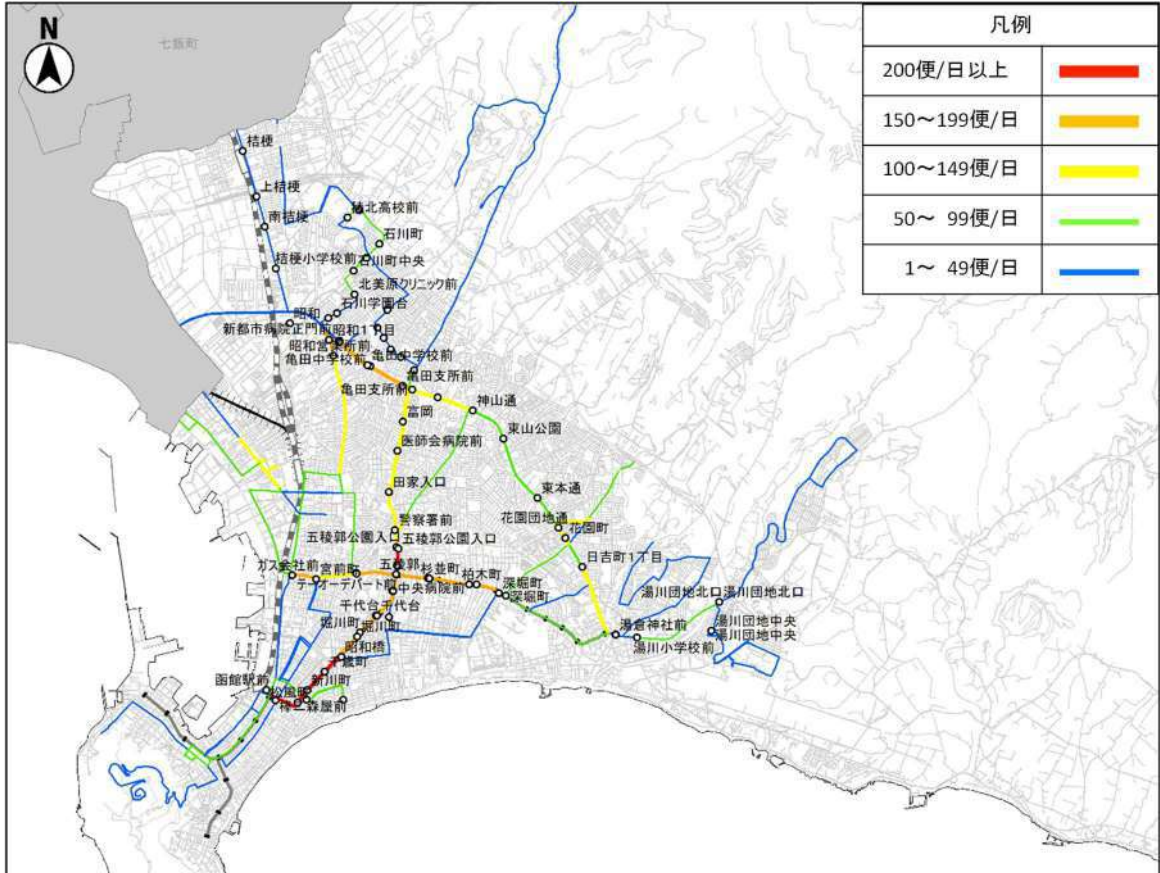 N
七飯町
凡例
200便/日以上
150～199便/日
100～149便/日
50～ 99便/日
1～ 49便/日
桔梗
上桔梗
南桔梗
稜北高校前
石川町
桔梗小学校前
石川町中央
北美原クリニック前
石川学園台
昭和
新都市病院正門前
昭和1丁目
昭和営業所前
亀田中学校前
亀田中学校前
亀田支所前
亀田支所前
神山通
富岡
東山公園
医師会病院前
田家入口
東本通
警察署前
花園団地通
花園町
五稜郭公園入口
五稜郭公園入口
日吉町1丁目
ガス会社前
宮前町
五稜郭
杉並町
テーオーデパート前
中央病院前
柏木町
深堀町
深堀町
湯川団地北口
湯川団地北口
千代台
千代台
堀川町
堀川町
湯倉神社前
湯川団地中央
湯川団地中央
湯川小学校前
昭和橋
千歳町
函館駅前
新川町
松風町
棒二森屋前